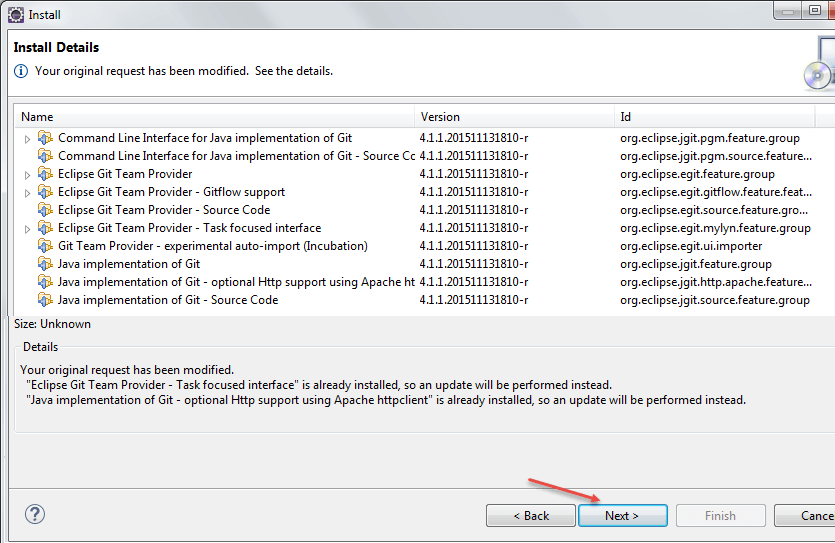 Install
Install Details
Your original request has been modified. See the details.
Name Version Id
Command Line Interface for Java implementation of Git 4.1.1.201511131810-r org.eclipse.jgit.pgm.feature.group
Command Line Interface for Java implementation of Git - Source Cc 4.1.1.201511131810-r org.eclipse.jgit.pgm.source.feature...
Eclipse Git Team Provider 4.1.1.201511131810-r org.eclipse.egit.feature.group
Eclipse Git Team Provider - Gitflow support 4.1.1.201511131810-r org.eclipse.egit.gitflow.feature.feat...
Eclipse Git Team Provider - Source Code 4.1.1.201511131810-r org.eclipse.egit.source.feature.gro...
Eclipse Git Team Provider - Task focused interface 4.1.1.201511131810-r org.eclipse.egit.mylyn.feature.group
Git Team Provider - experimental auto-import (Incubation) 4.1.1.201511131810-r org.eclipse.egit.ui.importer
Java implementation of Git 4.1.1.201511131810-r org.eclipse.jgit.feature.group
Java implementation of Git - optional Http support using Apache ht 4.1.1.201511131810-r org.eclipse.jgit.http.apache.feature...
Java implementation of Git - Source Code 4.1.1.201511131810-r org.eclipse.jgit.source.feature.group
Size: Unknown
Details
Your original request has been modified.
"Eclipse Git Team Provider - Task focused interface" is already installed, so an update will be performed instead.
"Java implementation of Git - optional Http support using Apache httpclient" is already installed, so an update will be performed instead.
? < Back Next > Finish Cance